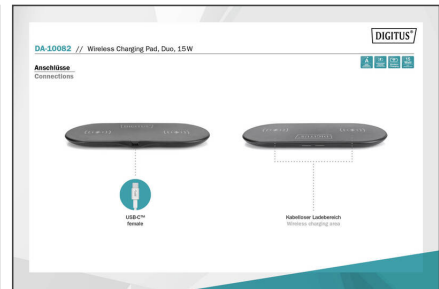 DIGITUS®
DA-10082 // Wireless Charging Pad, Duo, 15W
Anschlüsse
Connections
USB-C™
female
Kabelloser Ladebereich
Wireless charging area